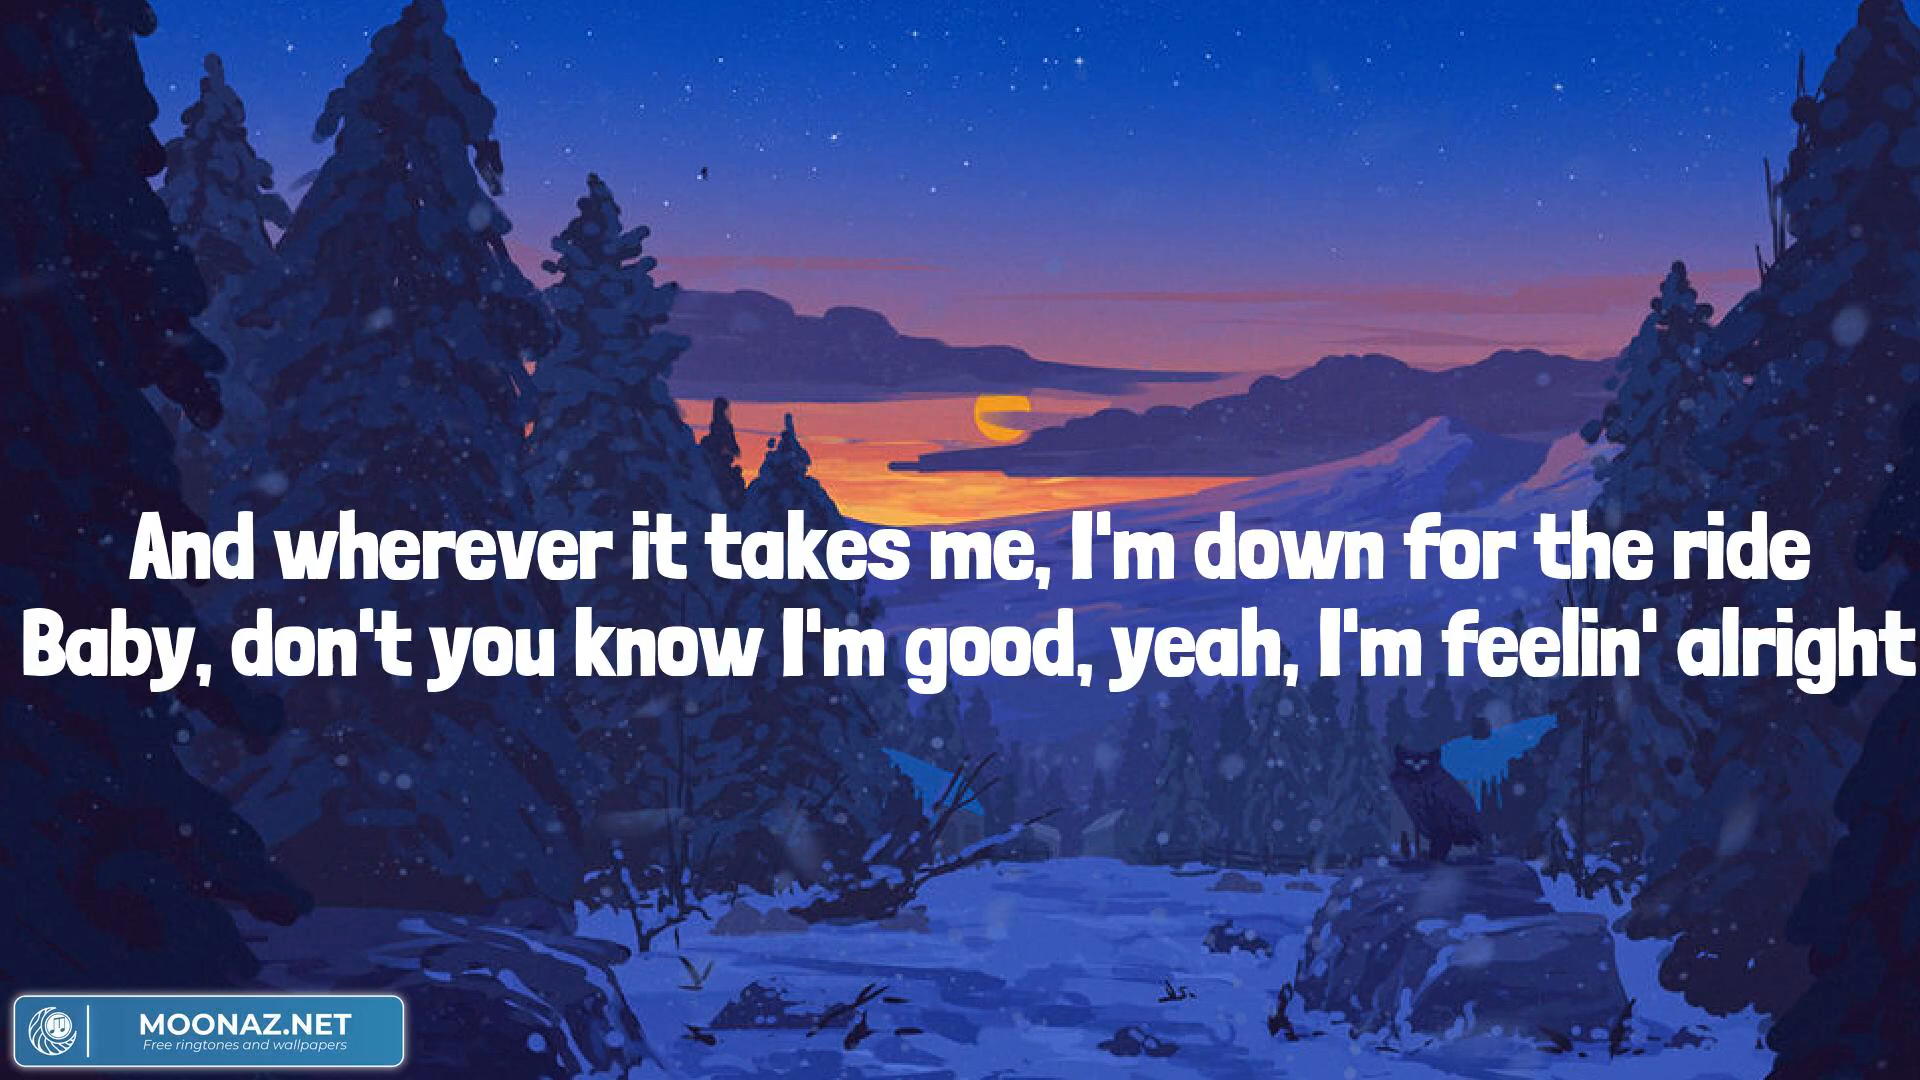 And wherever it takes me, I'm down for the ride
Baby, don't you know I'm good, yeah, I'm feelin' alright
MOONAZ.NET
Free ringtones and wallpapers